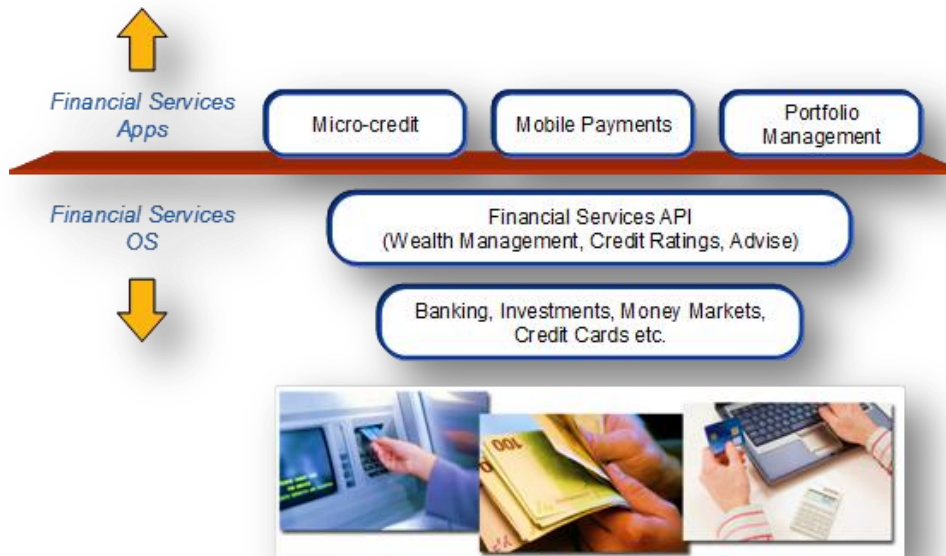 Financial Services
Apps
Micro-credit
Mobile Payments
Portfolio
Management
Financial Services
OS
Financial Services API
(Wealth Management, Credit Ratings, Advise)
Banking, Investments, Money Markets,
Credit Cards etc.
100